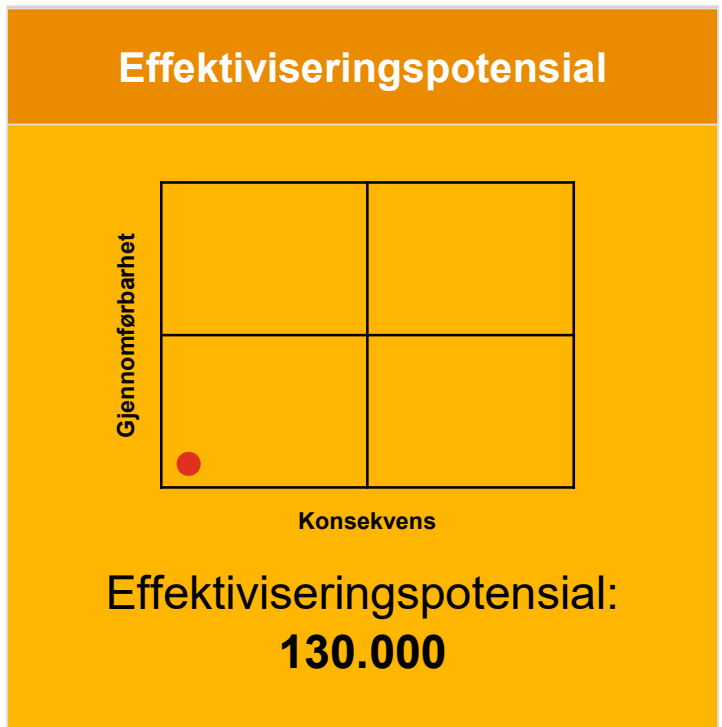 Effektiviseringspotensial
Gjennomførbarhet
Konsekvens
Effektiviseringspotensial:
130.000